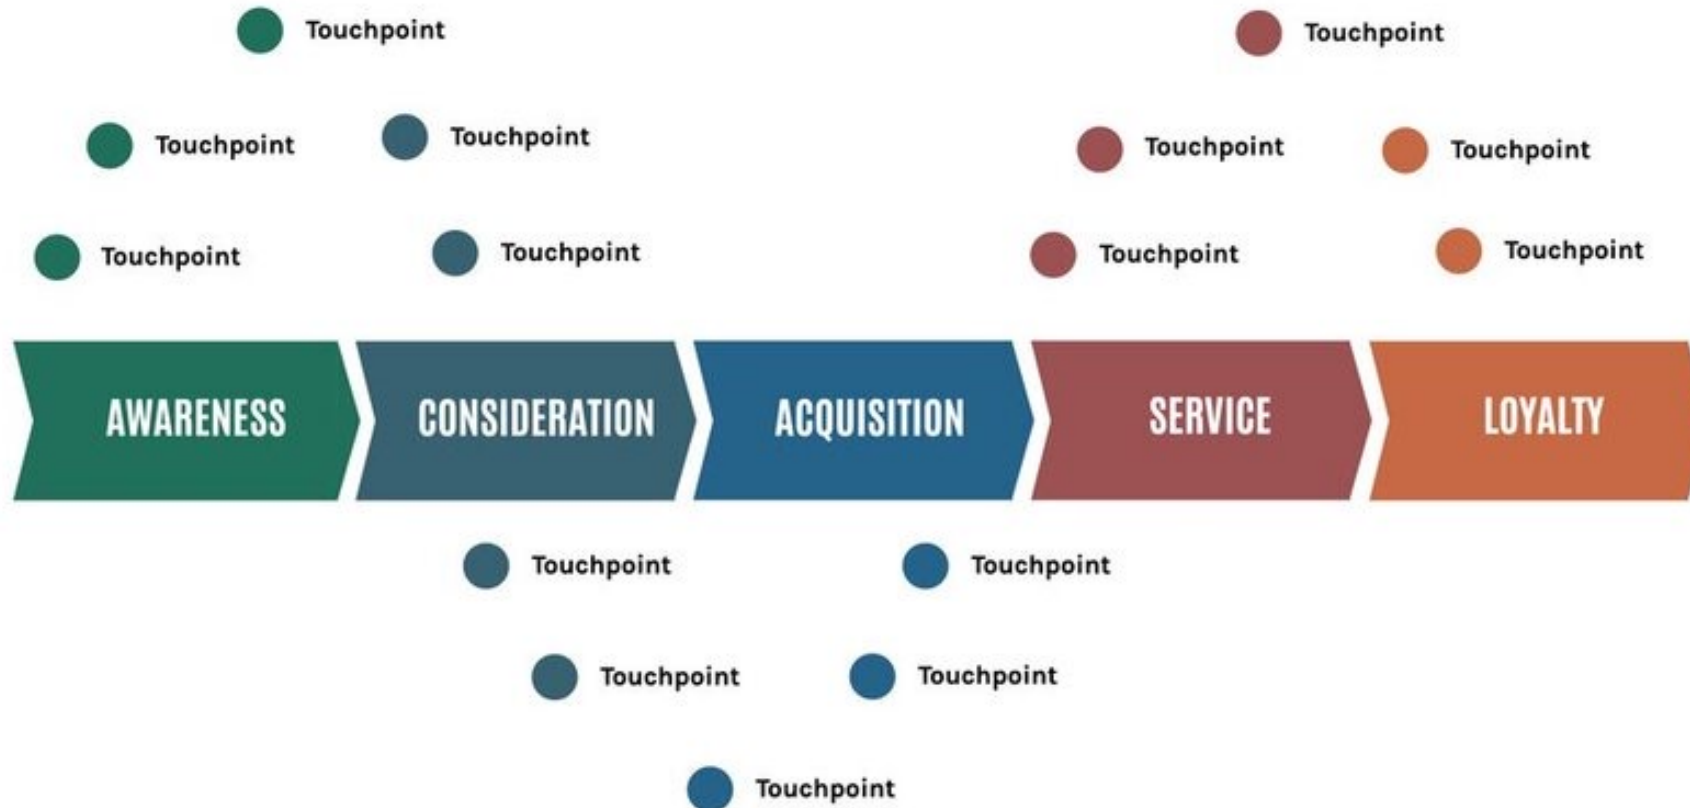 Touchpoint
Touchpoint
Touchpoint
Touchpoint
Touchpoint
Touchpoint
Touchpoint
Touchpoint
Touchpoint
Touchpoint
AWARENESS
CONSIDERATION
ACQUISITION
SERVICE
LOYALTY
Touchpoint
Touchpoint
Touchpoint
Touchpoint
Touchpoint